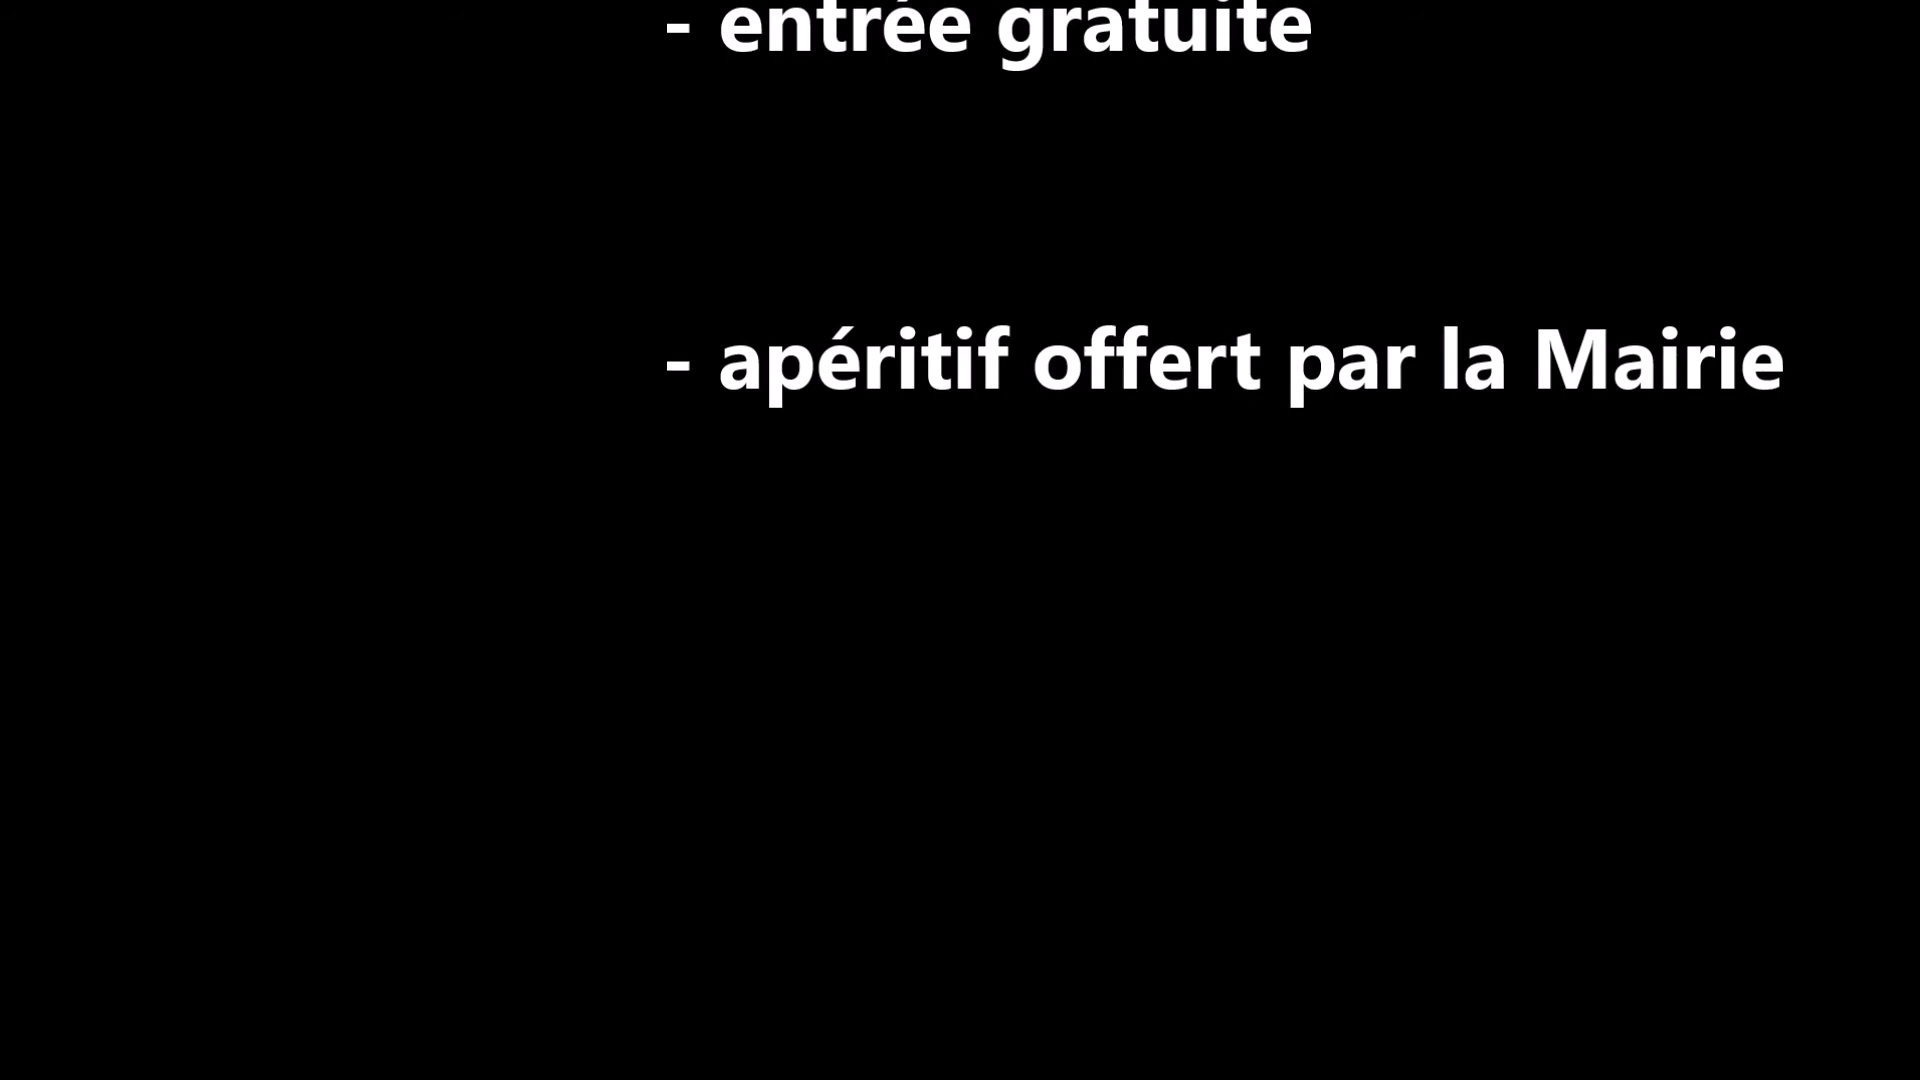 - entrée gratuite
- apéritif offert par la Mairie